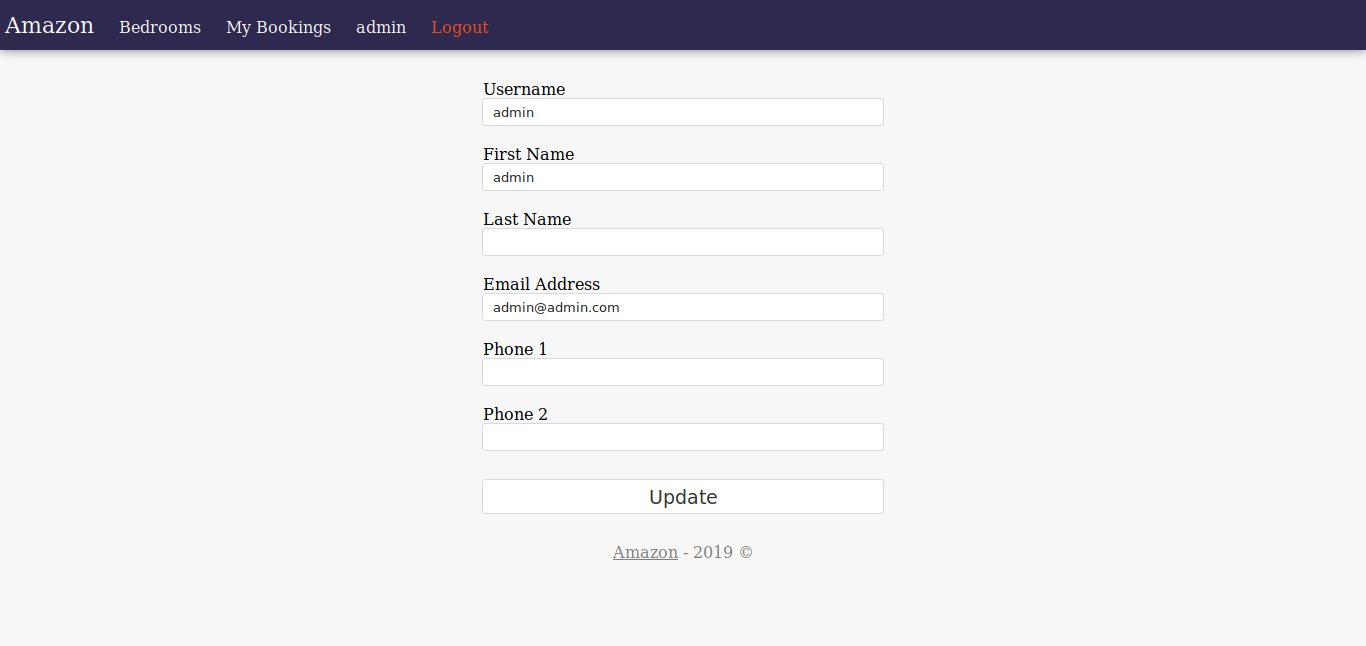 Amazon Bedrooms My Bookings admin Logout
Username
admin
First Name
admin
Last Name
Email Address
admin@admin.com
Phone 1
Phone 2
Update
Amazon - 2019 ©